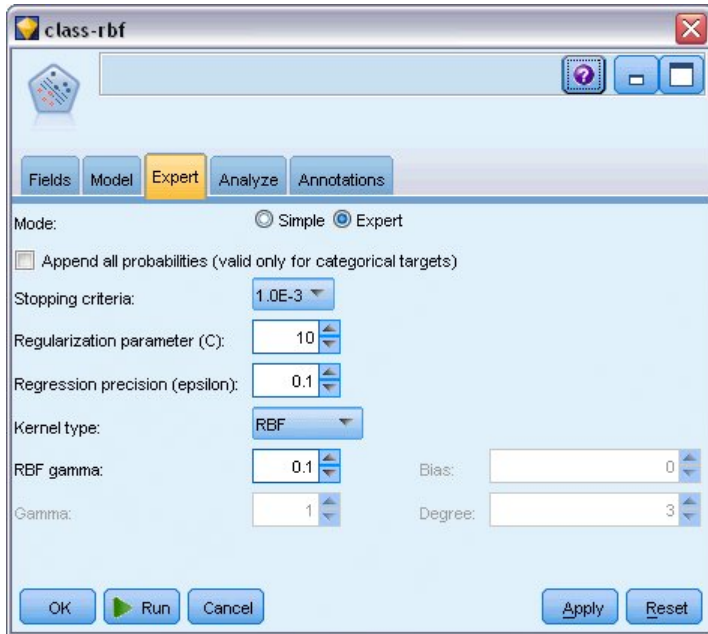 class-rbf
Fields Model Expert Analyze Annotations
Mode: Simple Expert
Append all probabilities (valid only for categorical targets)
Stopping criteria: 1.0E-3
Regularization parameter (C): 10
Regression precision (epsilon): 0.1
Kernel type: RBF
RBF gamma: 0.1 Bias: 0
Gamma: 1 Degree: 3
OK Run Cancel Apply Reset